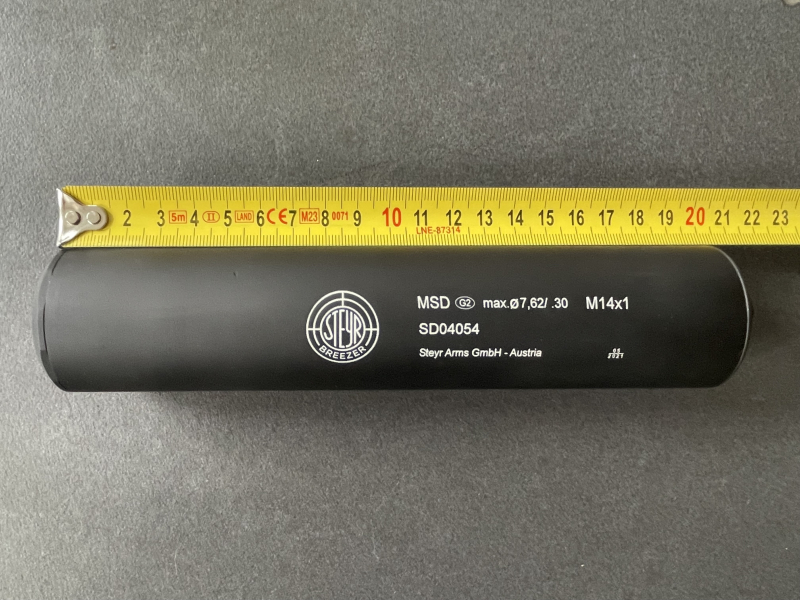 2 3 5m 4 II 5 LAND 6 CE 7 M23 8 0071 9 10 11 12 13 14 15 16 17 18 19 20 21 22 23
LNE-87314
STEYR
BREEZER
MSD G2 max.ø7,62/ .30 M14x1
SD04054
Steyr Arms GmbH - Austria
05
2021